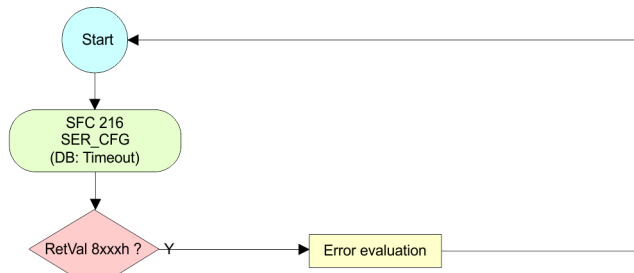 Start
SFC 216
SER_CFG
(DB: Timeout)
RetVal 8xxxh ?
Y
Error evaluation